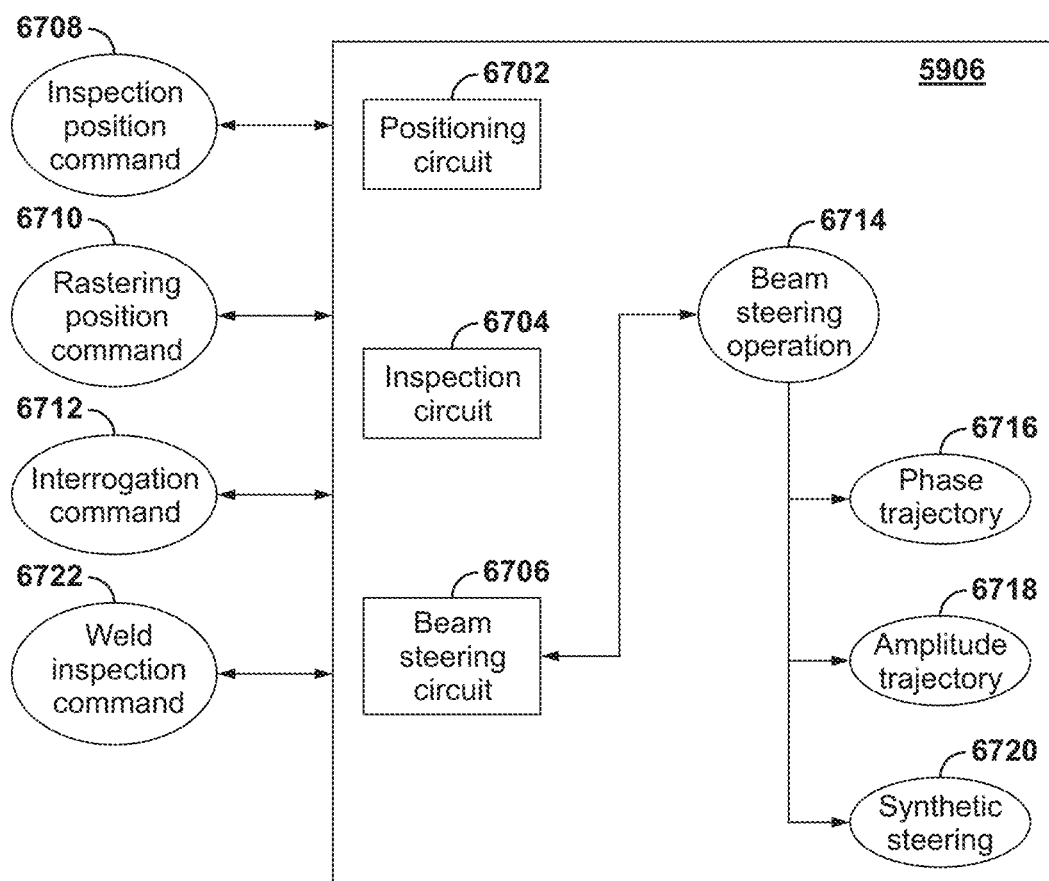 6708
Inspection
position
command
6710
Rastering
position
command
6712
Interrogation
command
6722
Weld
inspection
command
5906
6702
Positioning
circuit
6704
Inspection
circuit
6706
Beam
steering
circuit
6714
Beam
steering
operation
6716
Phase
trajectory
6718
Amplitude
trajectory
6720
Synthetic
steering